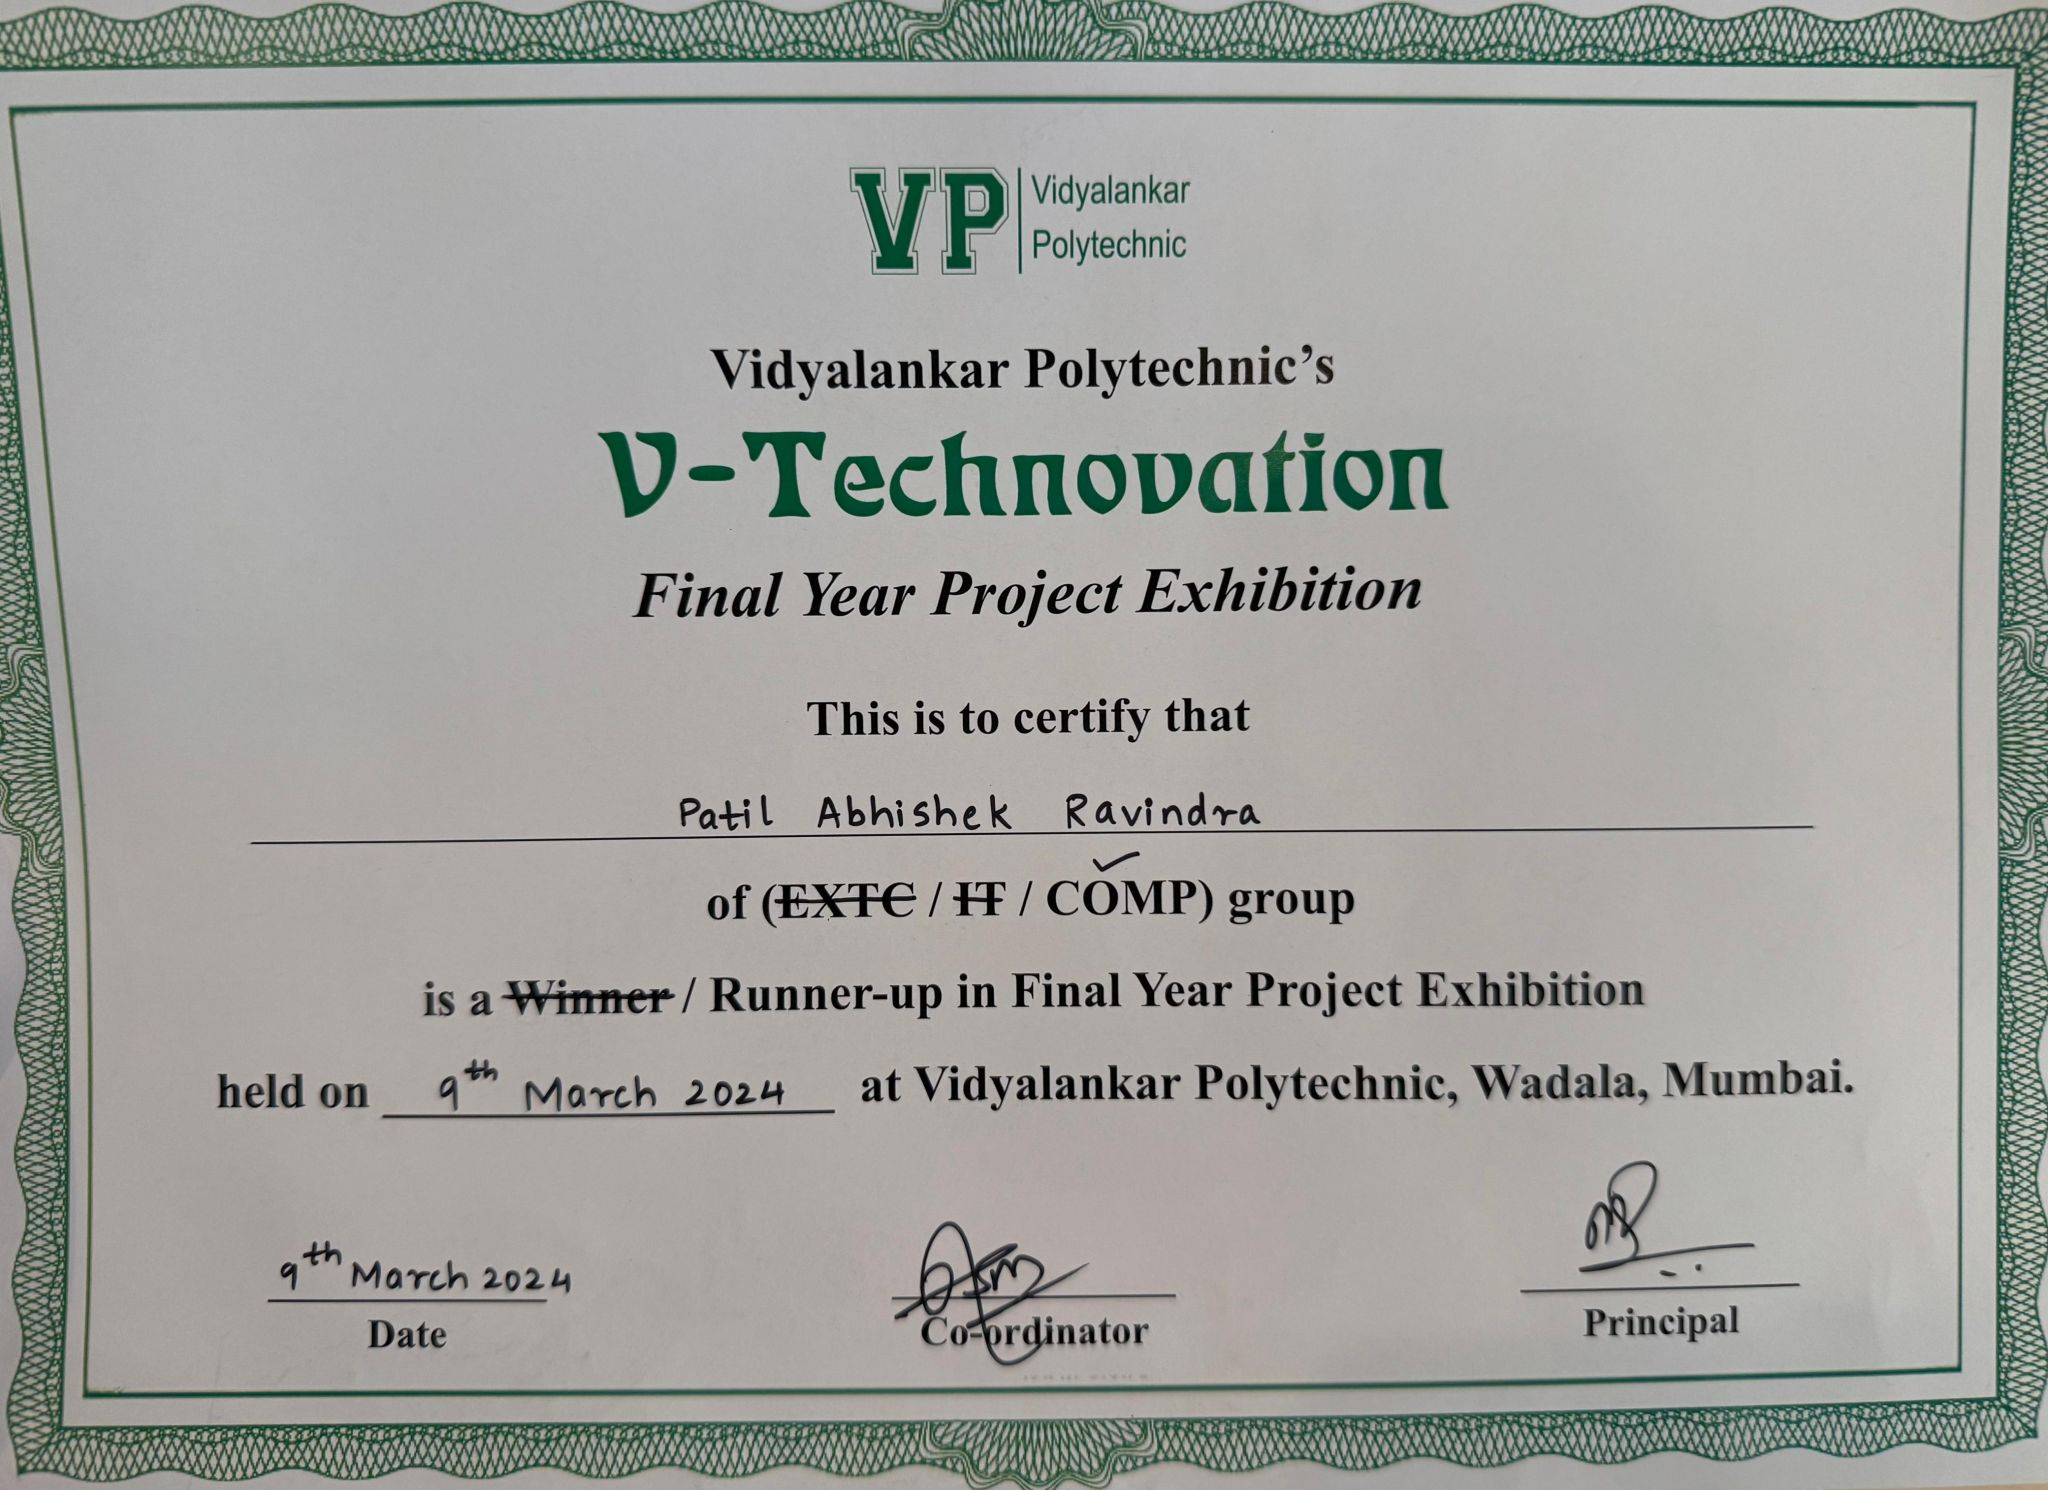 VP Vidyalankar
Polytechnic
Vidyalankar Polytechnic's
V-Technovation
Final Year Project Exhibition
This is to certify that
Patil Abhishek Ravindra
of (EXTC / IT / COMP) group
is a Winner / Runner-up in Final Year Project Exhibition
held on 9th March 2024 at Vidyalankar Polytechnic, Wadala, Mumbai.
9th March 2024
Date Co-ordinator Principal